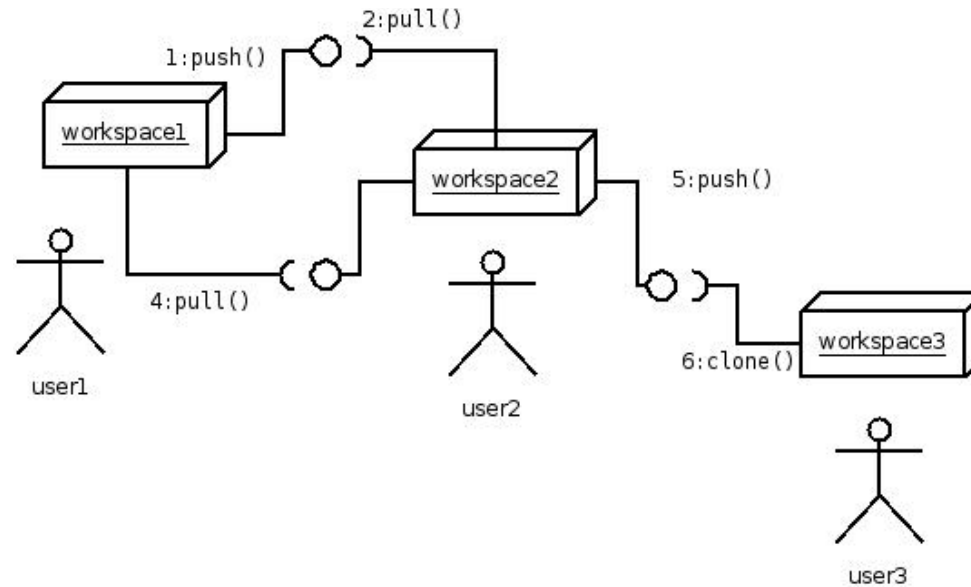 2:pull()
1:push()
workspace1
workspace2
5:push()
4:pull()
workspace3
6:clone()
user1
user2
user3